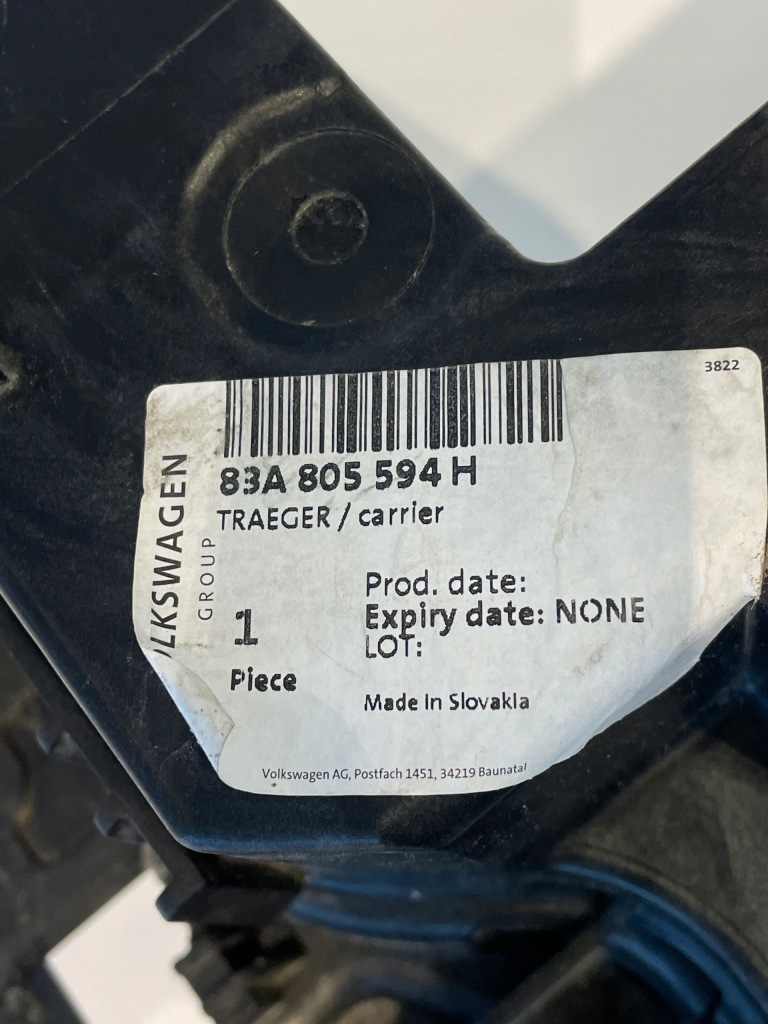 3822
83A 805 594 H
TRAEGER / carrier
VOLKSWAGEN
GROUP
Prod. date:
1
Expiry date: NONE
LOT:
Piece
Made In Slovakia
Volkswagen AG, Postfach 1451, 34219 Baunatal